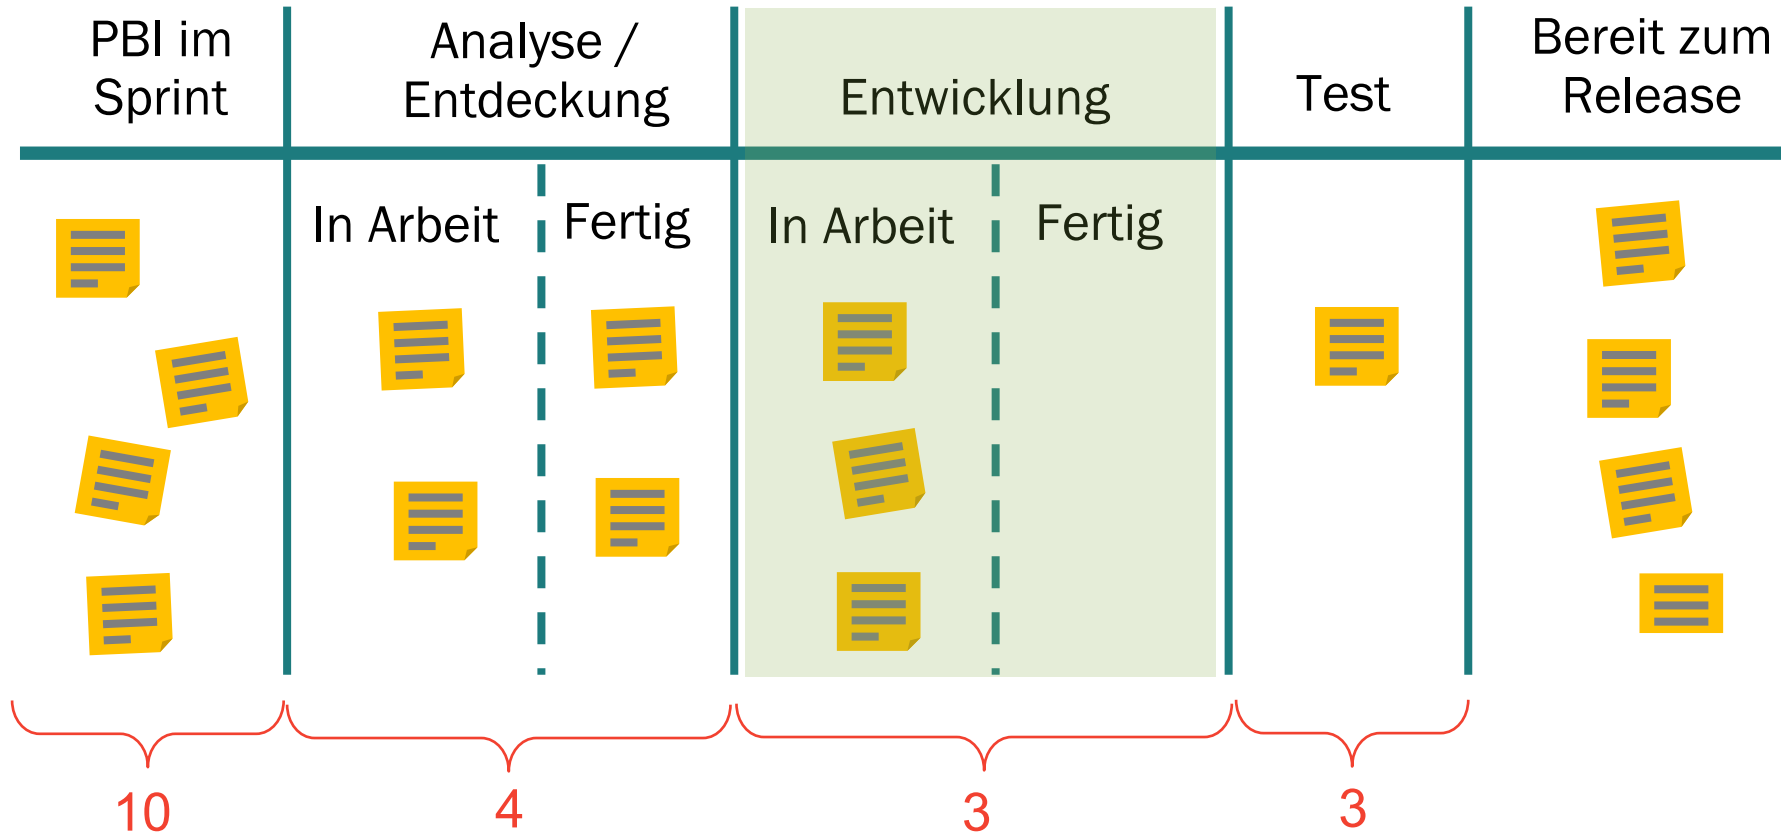 PBI im
Sprint
Analyse /
Entdeckung
Entwicklung
Test
Bereit zum
Release
In Arbeit
Fertig
In Arbeit
Fertig
10
4
3
3